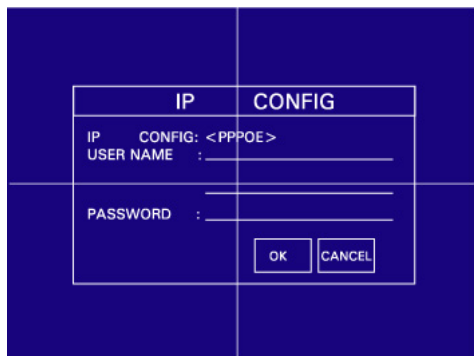 IP CONFIG
IP CONFIG: <PPPOE>
USER NAME :
PASSWORD :
OK CANCEL